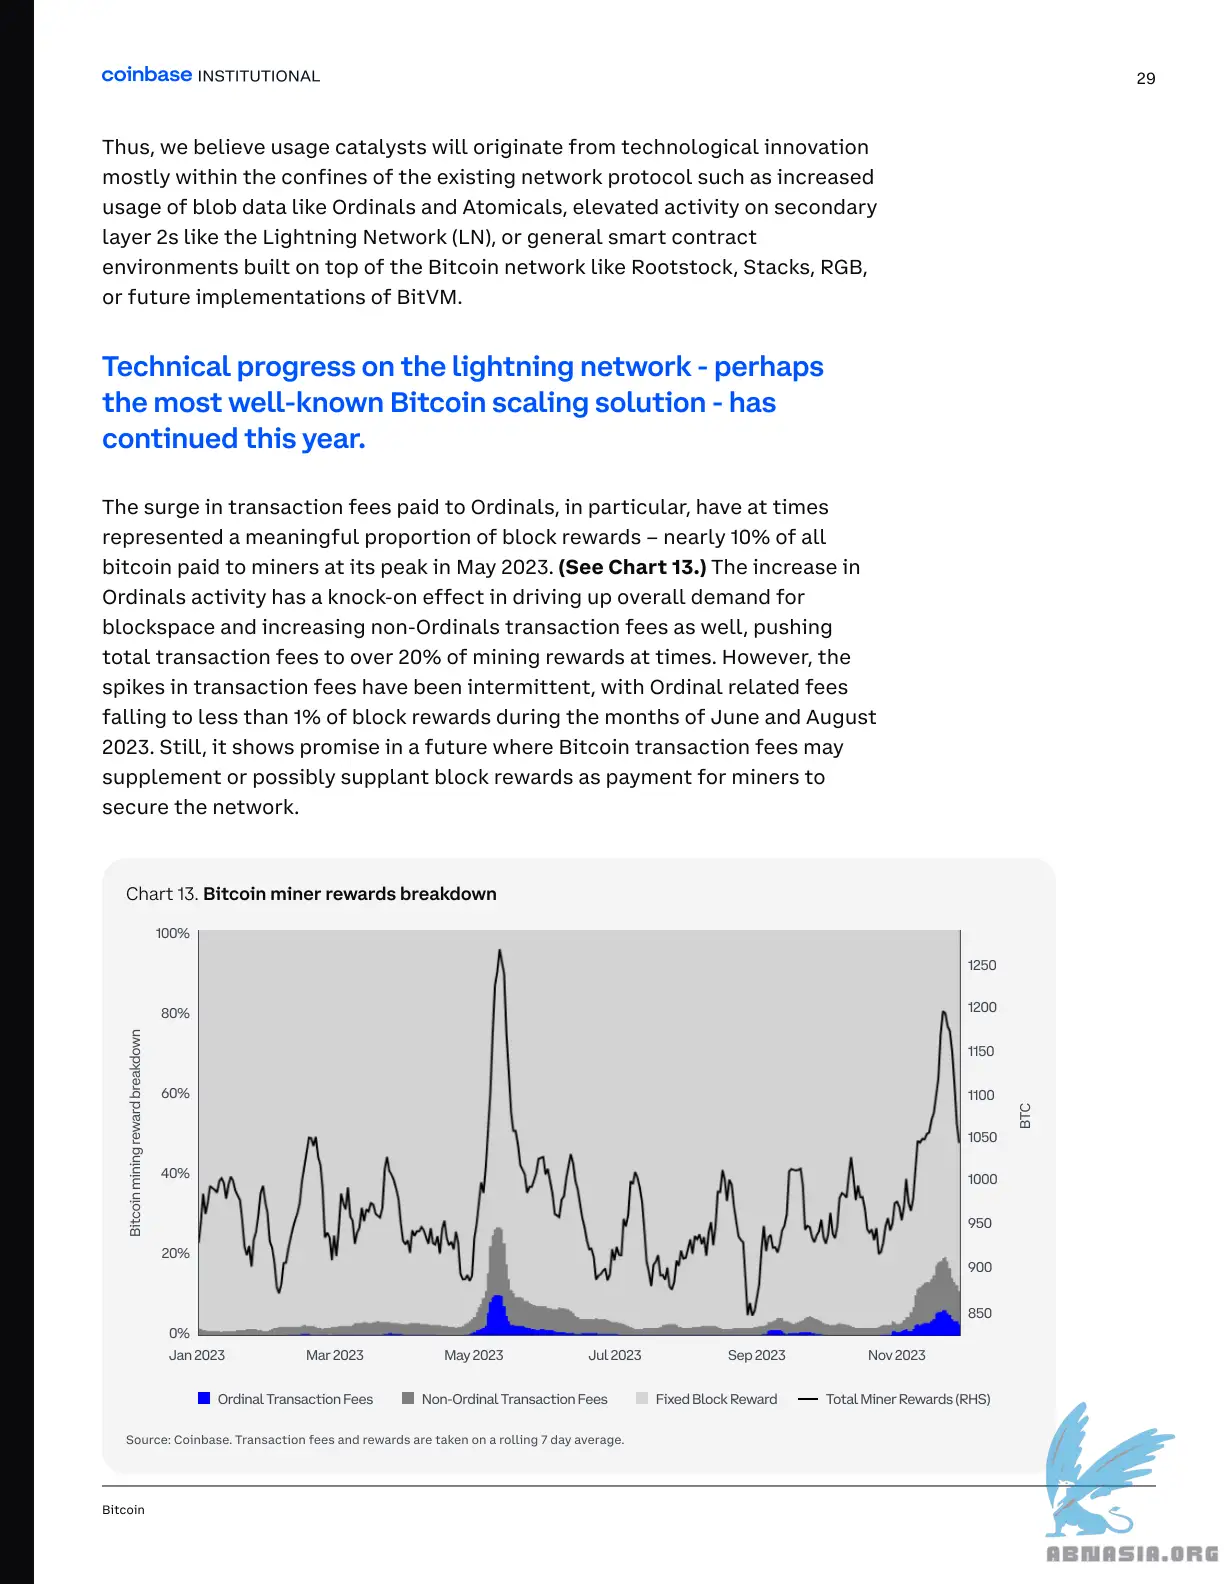 coinbase INSTITUTIONAL
29
Thus, we believe usage catalysts will originate from technological innovation
mostly within the confines of the existing network protocol such as increased
usage of blob data like Ordinals and Atomicals, elevated activity on secondary
layer 2s like the Lightning Network (LN), or general smart contract
environments built on top of the Bitcoin network like Rootstock, Stacks, RGB,
or future implementations of BitVM.
Technical progress on the lightning network - perhaps
the most well-known Bitcoin scaling solution - has
continued this year.
The surge in transaction fees paid to Ordinals, in particular, have at times
represented a meaningful proportion of block rewards – nearly 10% of all
bitcoin paid to miners at its peak in May 2023. (See Chart 13.) The increase in
Ordinals activity has a knock-on effect in driving up overall demand for
blockspace and increasing non-Ordinals transaction fees as well, pushing
total transaction fees to over 20% of mining rewards at times. However, the
spikes in transaction fees have been intermittent, with Ordinal related fees
falling to less than 1% of block rewards during the months of June and August
2023. Still, it shows promise in a future where Bitcoin transaction fees may
supplement or possibly supplant block rewards as payment for miners to
secure the network.
Chart 13. Bitcoin miner rewards breakdown
Bitcoin mining reward breakdown
100%
80%
60%
40%
20%
0%
1250
1200
1150
1100
1050
1000
950
900
850
BTC
Jan 2023 Mar 2023 May 2023 Jul 2023 Sep 2023 Nov 2023
Ordinal Transaction Fees Non-Ordinal Transaction Fees Fixed Block Reward Total Miner Rewards (RHS)
Source: Coinbase. Transaction fees and rewards are taken on a rolling 7 day average.
Bitcoin
ABNASIA.ORG